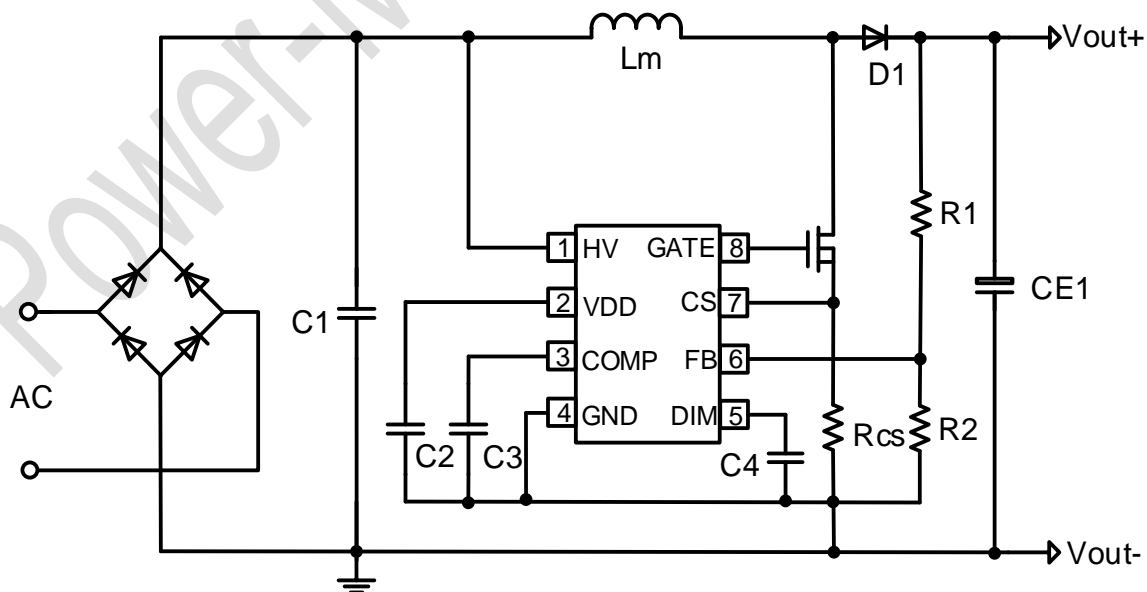 Power-M
Lm
D1
Vout+
R1
1 HV GATE 8
2 VDD CS 7
3 COMP FB 6
4 GND DIM 5
C1
CE1
AC
C2
C3
C4
Rcs
R2
Vout-